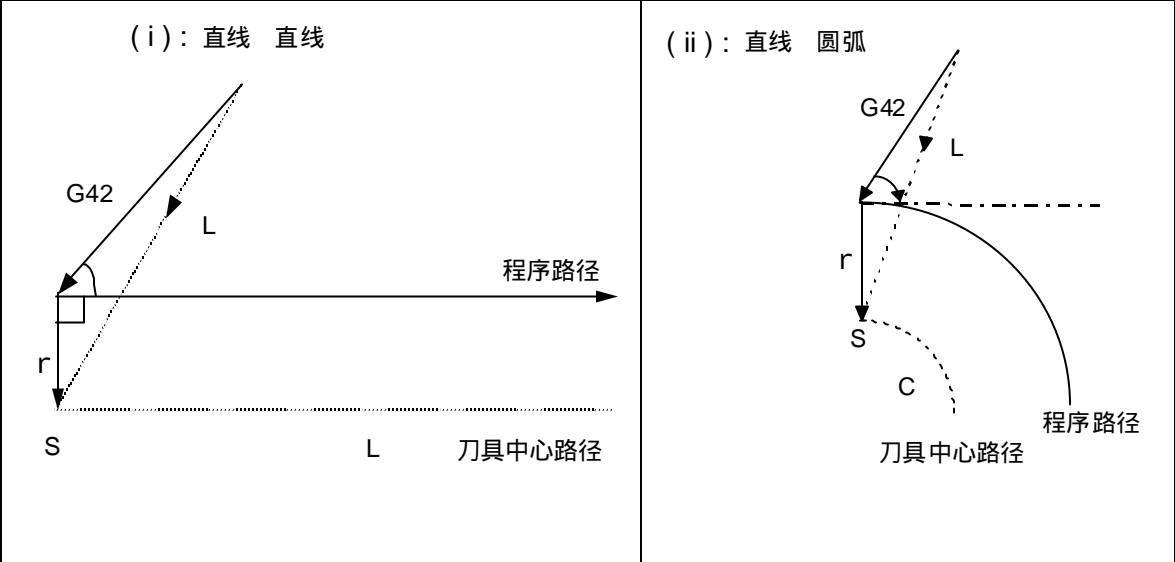 ( i ) : 直线 直线
G42
L
程序路径
r
S
L
刀具中心路径
( ii ) : 直线 圆弧
G42
L
r
S
C
程序路径
刀具中心路径